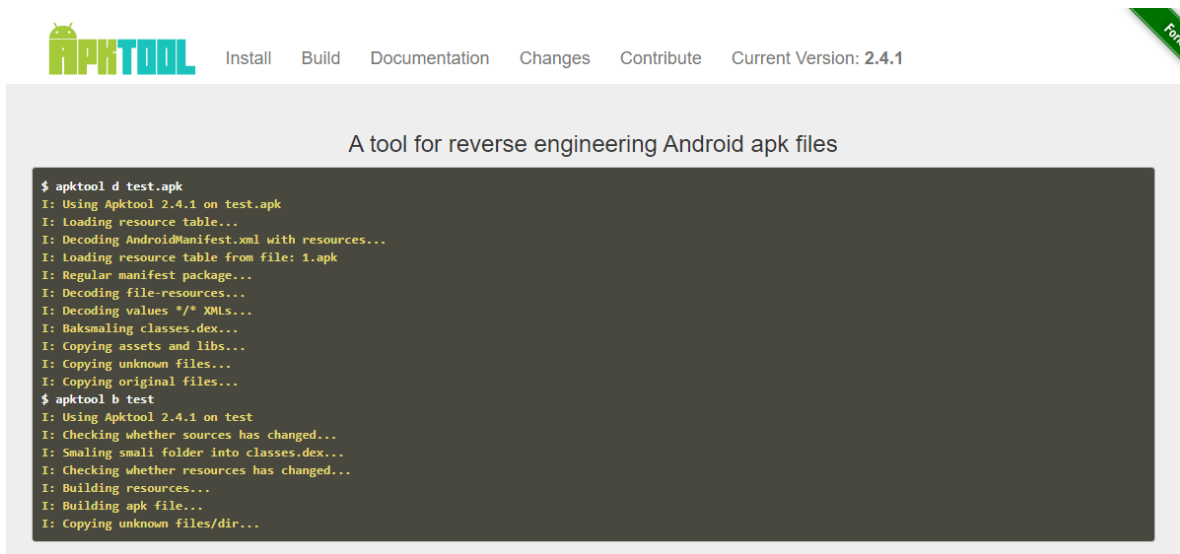 APKTOOL
Install Build Documentation Changes Contribute Current Version: 2.4.1
A tool for reverse engineering Android apk files
$ apktool d test.apk
I: Using Apktool 2.4.1 on test.apk
I: Loading resource table...
I: Decoding AndroidManifest.xml with resources...
I: Loading resource table from file: 1.apk
I: Regular manifest package...
I: Decoding file-resources...
I: Decoding values */* XMLs...
I: Baksmaling classes.dex...
I: Copying assets and libs...
I: Copying unknown files...
I: Copying original files...
$ apktool b test
I: Using Apktool 2.4.1 on test
I: Checking whether sources has changed...
I: Smaling smali folder into classes.dex...
I: Checking whether resources has changed...
I: Building resources...
I: Building apk file...
I: Copying unknown files/dir...